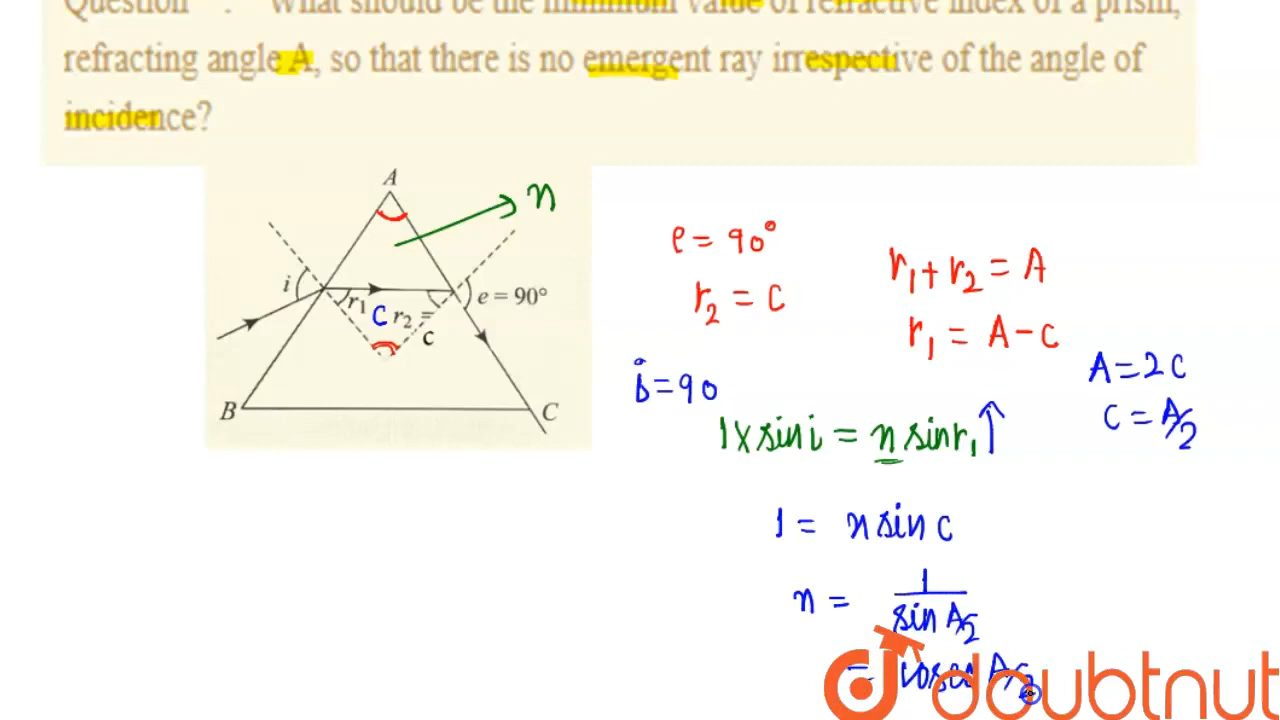 Question : What should be the minimum value of refractive index of a prism,
refracting angle A, so that there is no emergent ray irrespective of the angle of
incidence?
A
n
i
r₁
C
r₂ =
c
e = 90°
B
C
e = 90°
r₂ = C
r₁ + r₂ = A
r₁ = A - C
i = 90
A = 2C
C = A/2
1 x sin i = n sin r₁ ↑
1 = n sin C
n = 1 / sin A/2
= cosec A/2
doubtnut